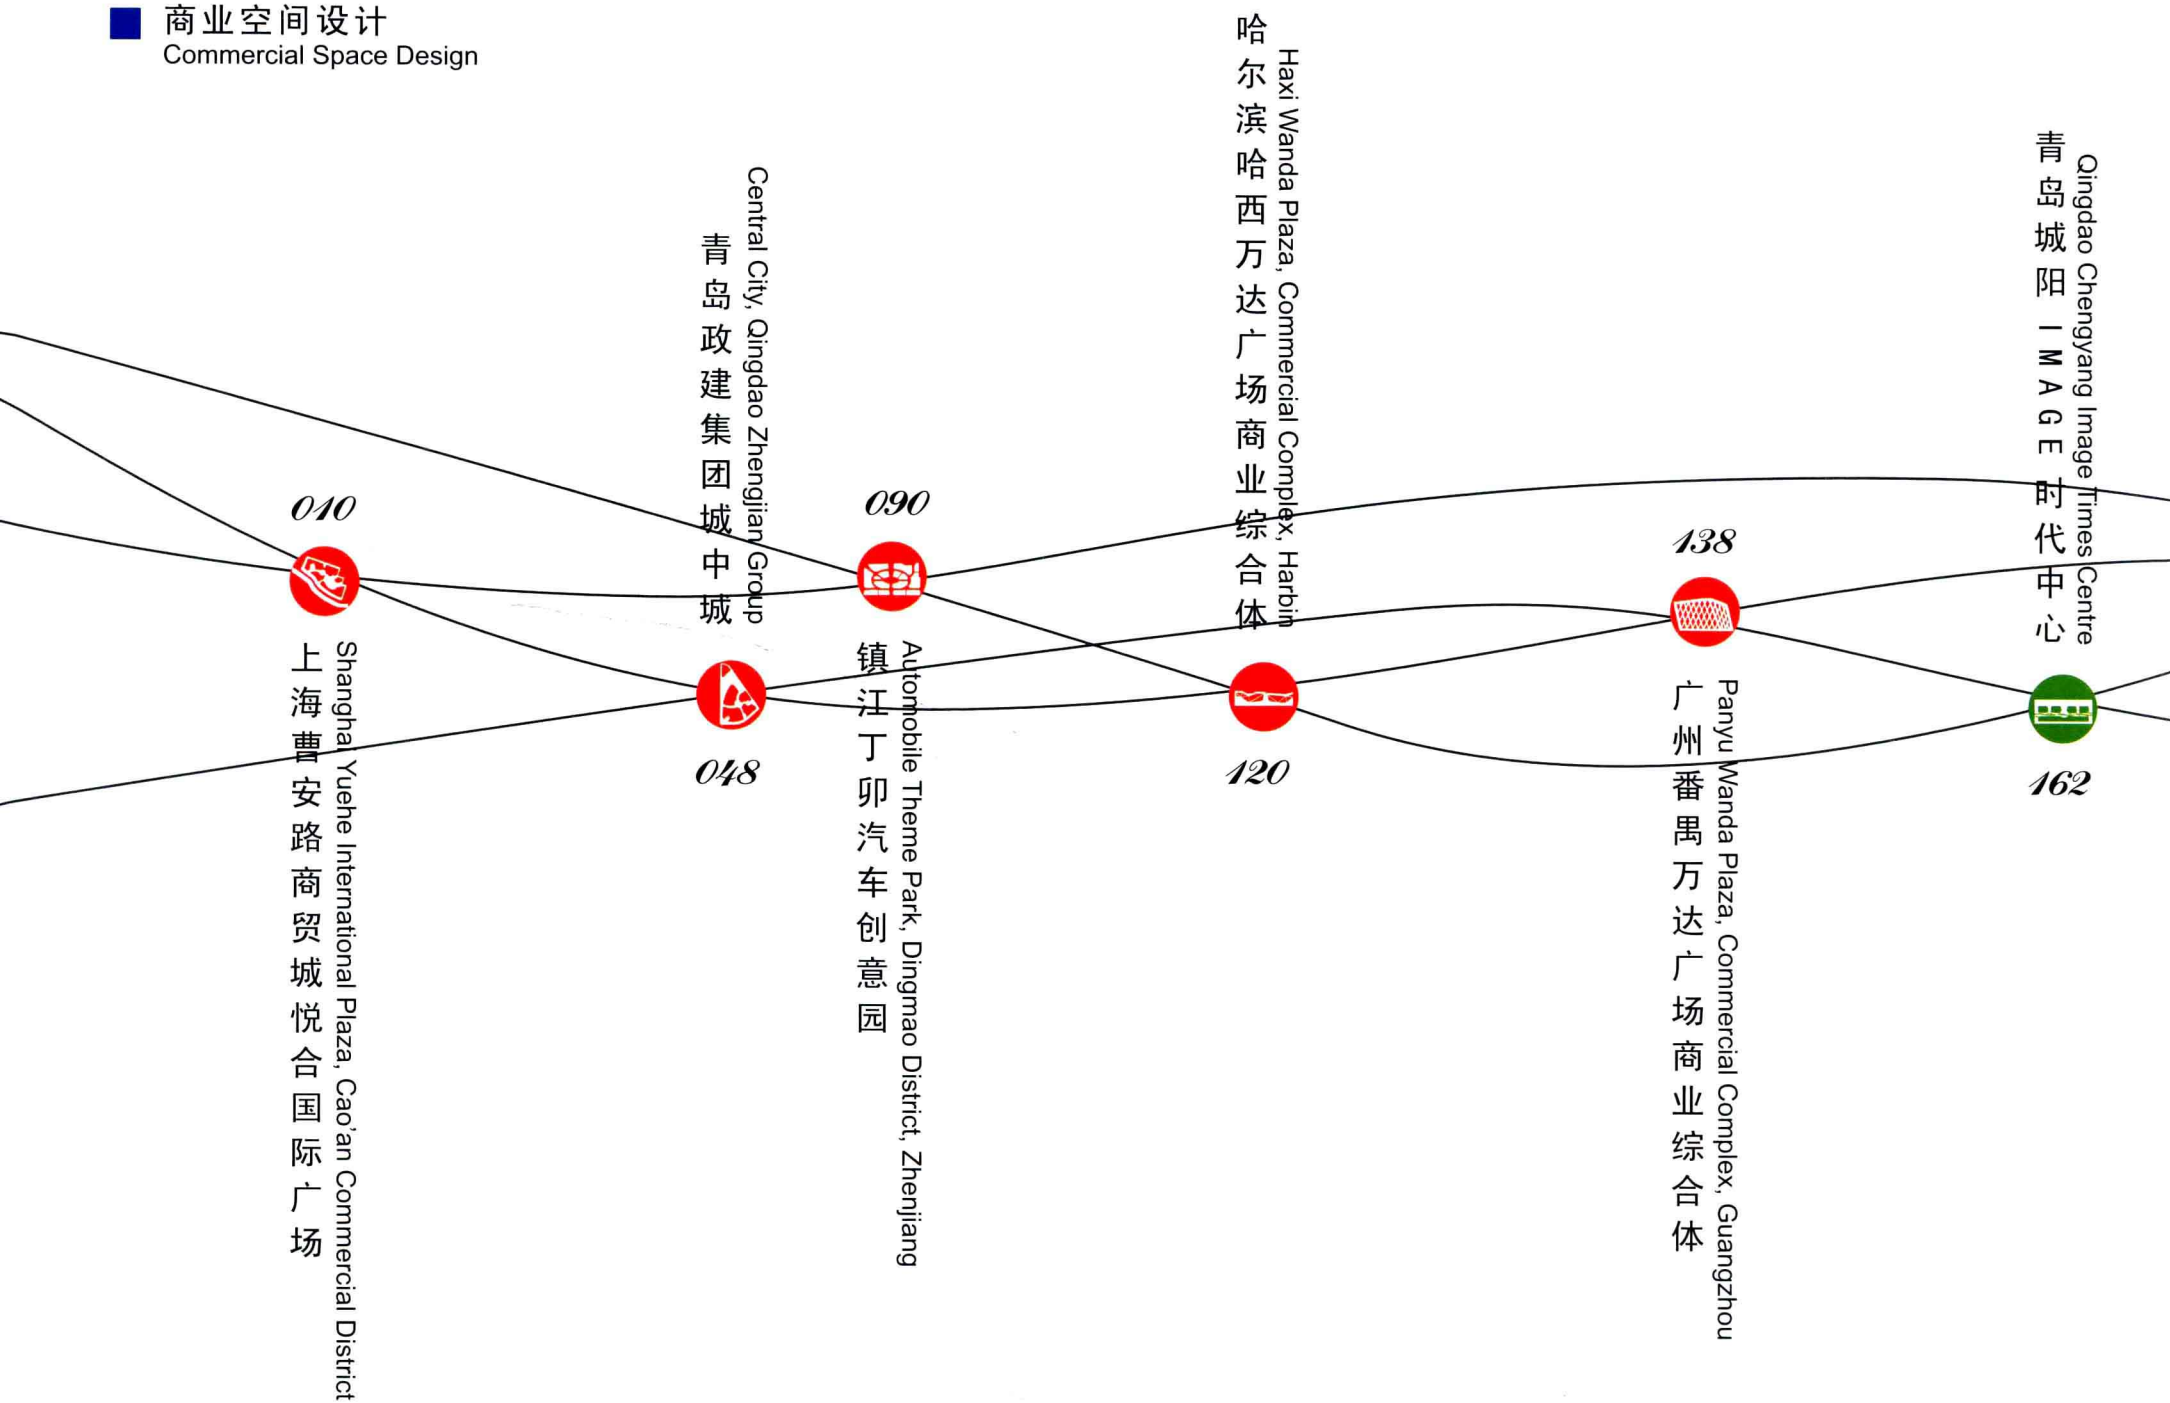 商业空间设计
Commercial Space Design
010
上海曹安路商贸城悦合国际广场
Shanghai Yuehe International Plaza, Cao'an Commercial District
青岛政建集团城中城
Central City, Qingdao Zhengjian Group
048
090
镇江丁卯汽车创意园
Automobile Theme Park, Dingmao District, Zhenjiang
哈尔滨哈西万达广场商业综合体
Haxi Wanda Plaza, Commercial Complex, Harbin
120
138
广州番禺万达广场商业综合体
Panyu Wanda Plaza, Commercial Complex, Guangzhou
青岛城阳 IMAGE 时代中心
Qingdao Chengyang Image Times Centre
162